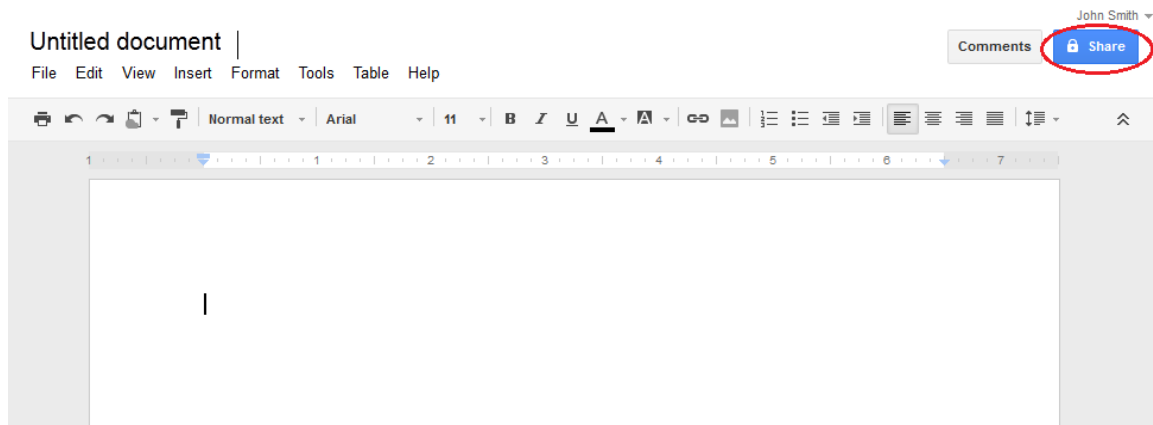 John Smith
Untitled document
Comments
Share
File Edit View Insert Format Tools Table Help
Normal text Arial 11 B I U A A
1 1 2 3 4 5 6 7